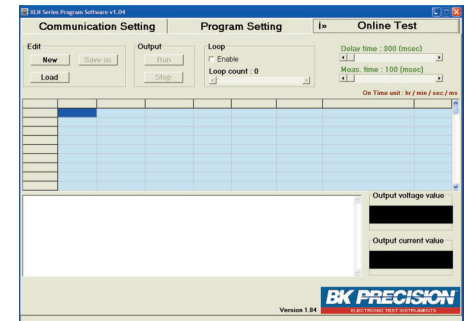 XLN Series Program Software v1.04
Communication Setting Program Setting i» Online Test
Edit Output Loop
New Save as Run Enable
Load Stop Loop count : 0
Delay time : 300 (msec)
Meas. time : 100 (msec)
On Time unit : hr / min / sec / ms
Output voltage value
Output current value
Version 1.04
BK PRECISION
ELECTRONIC TEST INSTRUMENTS